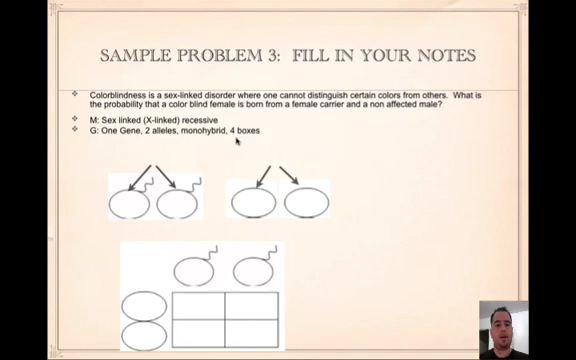 SAMPLE PROBLEM 3: FILL IN YOUR NOTES
Colorblindness is a sex-linked disorder where one cannot distinguish certain colors from others. What is
the probability that a color blind female is born from a female carrier and a non affected male?
M: Sex linked (X-linked) recessive
G: One Gene, 2 alleles, monohybrid, 4 boxes